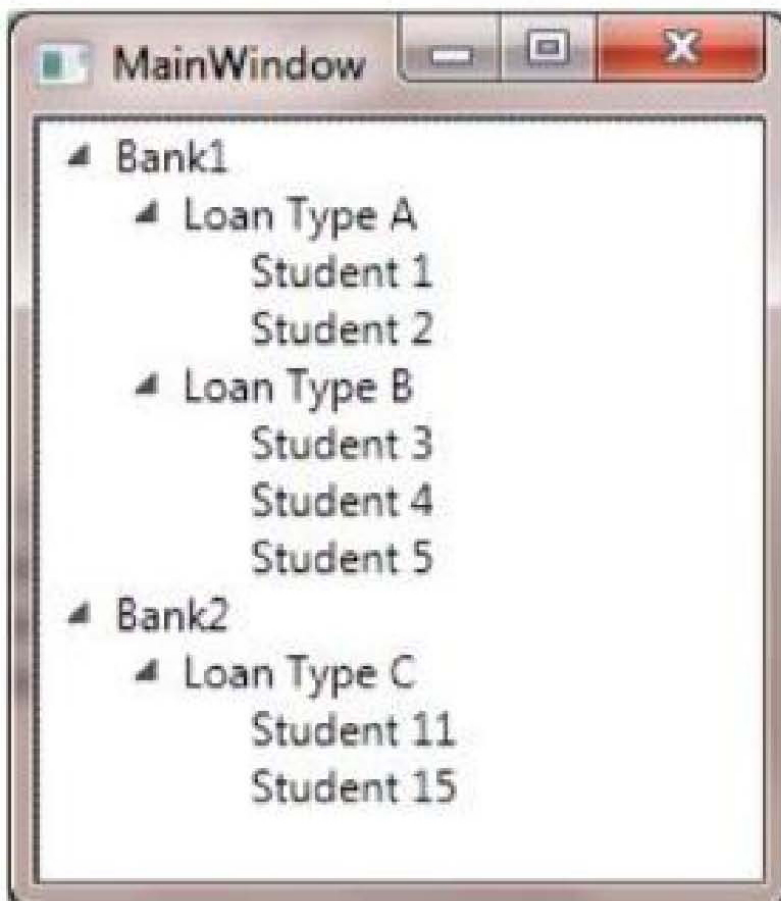 MainWindow
Bank1
Loan Type A
Student 1
Student 2
Loan Type B
Student 3
Student 4
Student 5
Bank2
Loan Type C
Student 11
Student 15